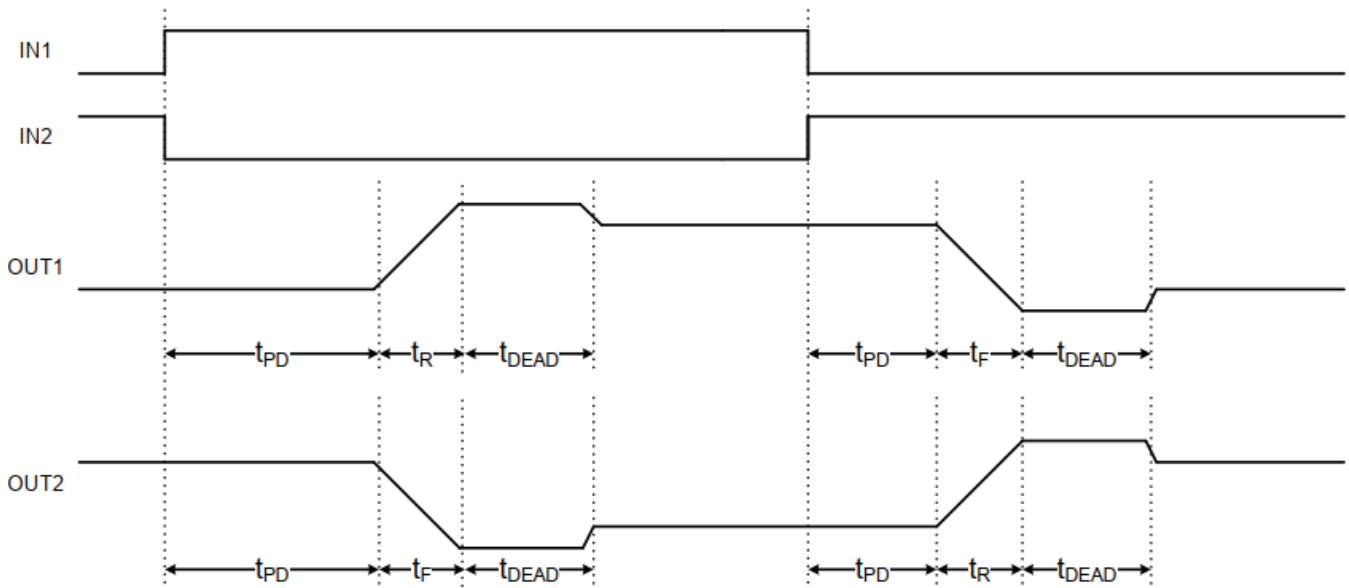 IN1
IN2
OUT1
tPD tR tDEAD tPD tF tDEAD
OUT2
tPD tF tDEAD tPD tR tDEAD